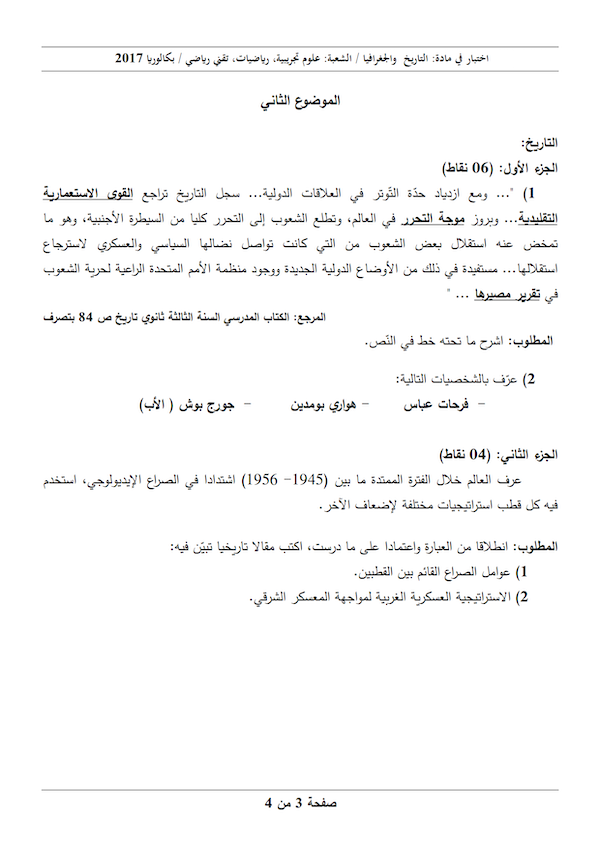 اختبار في مادة: التاريخ والجغرافيا / الشعبة: علوم تجريبية، رياضيات، تقني رياضي / بكالوريا 2017
الموضوع الثاني
التاريخ:
الجزء الأول: (06 نقاط)
1) "... ومع ازدياد حدّة التّوتر في العلاقات الدولية... سجل التاريخ تراجع القوى الاستعمارية
التقليدية... وبروز موجة التحرر في العالم، وتطلع الشعوب إلى التحرر كليا من السيطرة الأجنبية، وهو ما
تمخض عنه استقلال بعض الشعوب من التي كانت تواصل نضالها السياسي والعسكري لاسترجاع
استقلالها... مستفيدة في ذلك من الأوضاع الدولية الجديدة ووجود منظمة الأمم المتحدة الراعية لحرية الشعوب
في تقرير مصيرها ... "
المرجع: الكتاب المدرسي السنة الثالثة ثانوي تاريخ ص 84 بتصرف
المطلوب: اشرح ما تحته خط في النّص.
2) عرّف بالشخصيات التالية:
- فرحات عباس - هواري بومدين - جورج بوش ( الأب)
الجزء الثاني: (04 نقاط)
عرف العالم خلال الفترة الممتدة ما بين (1945- 1956) اشتدادا في الصراع الإيديولوجي، استخدم
فيه كل قطب استراتيجيات مختلفة لإضعاف الآخر.
المطلوب: انطلاقا من العبارة واعتمادا على ما درست، اكتب مقالا تاريخيا تبيّن فيه:
1) عوامل الصراع القائم بين القطبين.
2) الاستراتيجية العسكرية الغربية لمواجهة المعسكر الشرقي.
صفحة 3 من 4